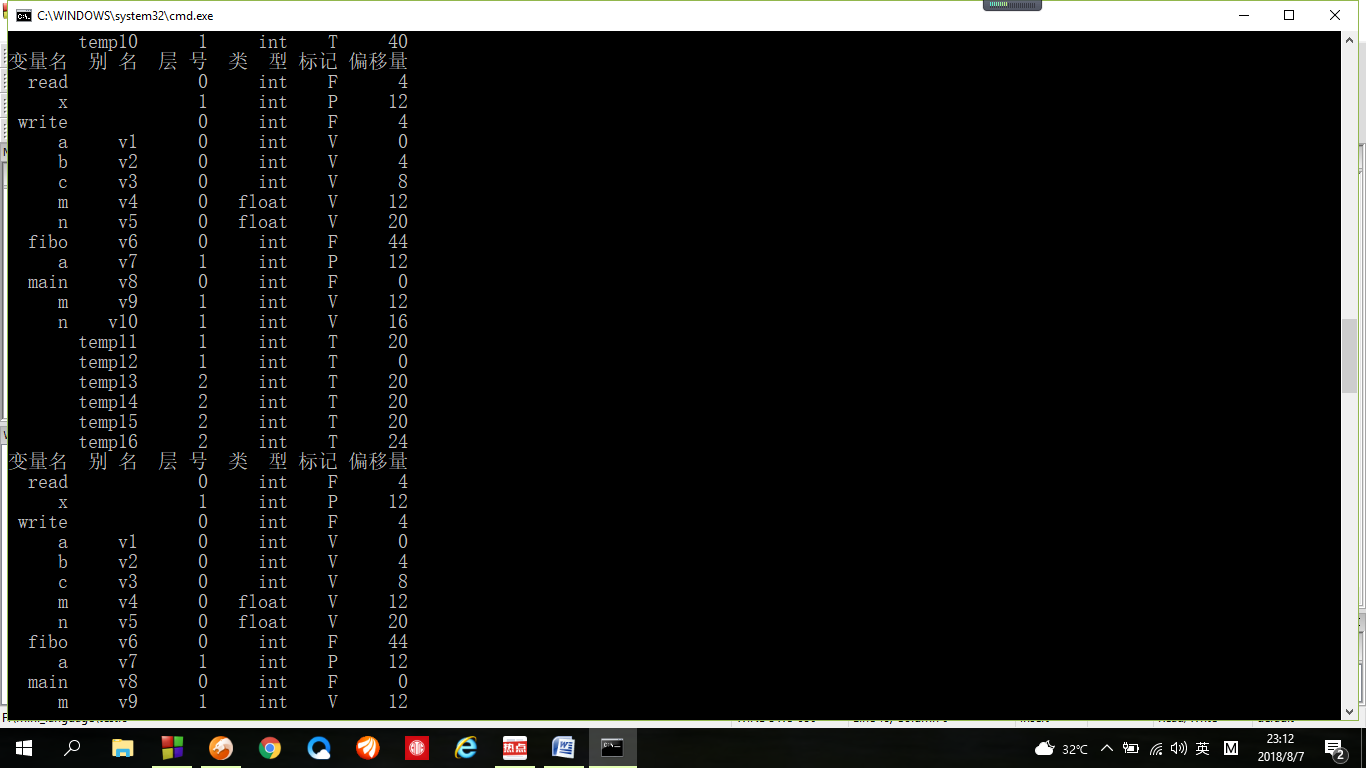 C:\WINDOWS\system32\cmd.exe
temp10 1 int T 40
变量名 别 名 层 号 类 型 标记 偏移量
read 0 int F 4
x 1 int P 12
write 0 int F 4
a v1 0 int V 0
b v2 0 int V 4
c v3 0 int V 8
m v4 0 float V 12
n v5 0 float V 20
fibo v6 0 int F 44
a v7 1 int P 12
main v8 0 int F 0
m v9 1 int V 12
n v10 1 int V 16
temp11 1 int T 20
temp12 1 int T 0
temp13 2 int T 20
temp14 2 int T 20
temp15 2 int T 20
temp16 2 int T 24
变量名 别 名 层 号 类 型 标记 偏移量
read 0 int F 4
x 1 int P 12
write 0 int F 4
a v1 0 int V 0
b v2 0 int V 4
c v3 0 int V 8
m v4 0 float V 12
n v5 0 float V 20
fibo v6 0 int F 44
a v7 1 int P 12
main v8 0 int F 0
m v9 1 int V 12
热点
32℃ 英 M 23:12
2018/8/7 2